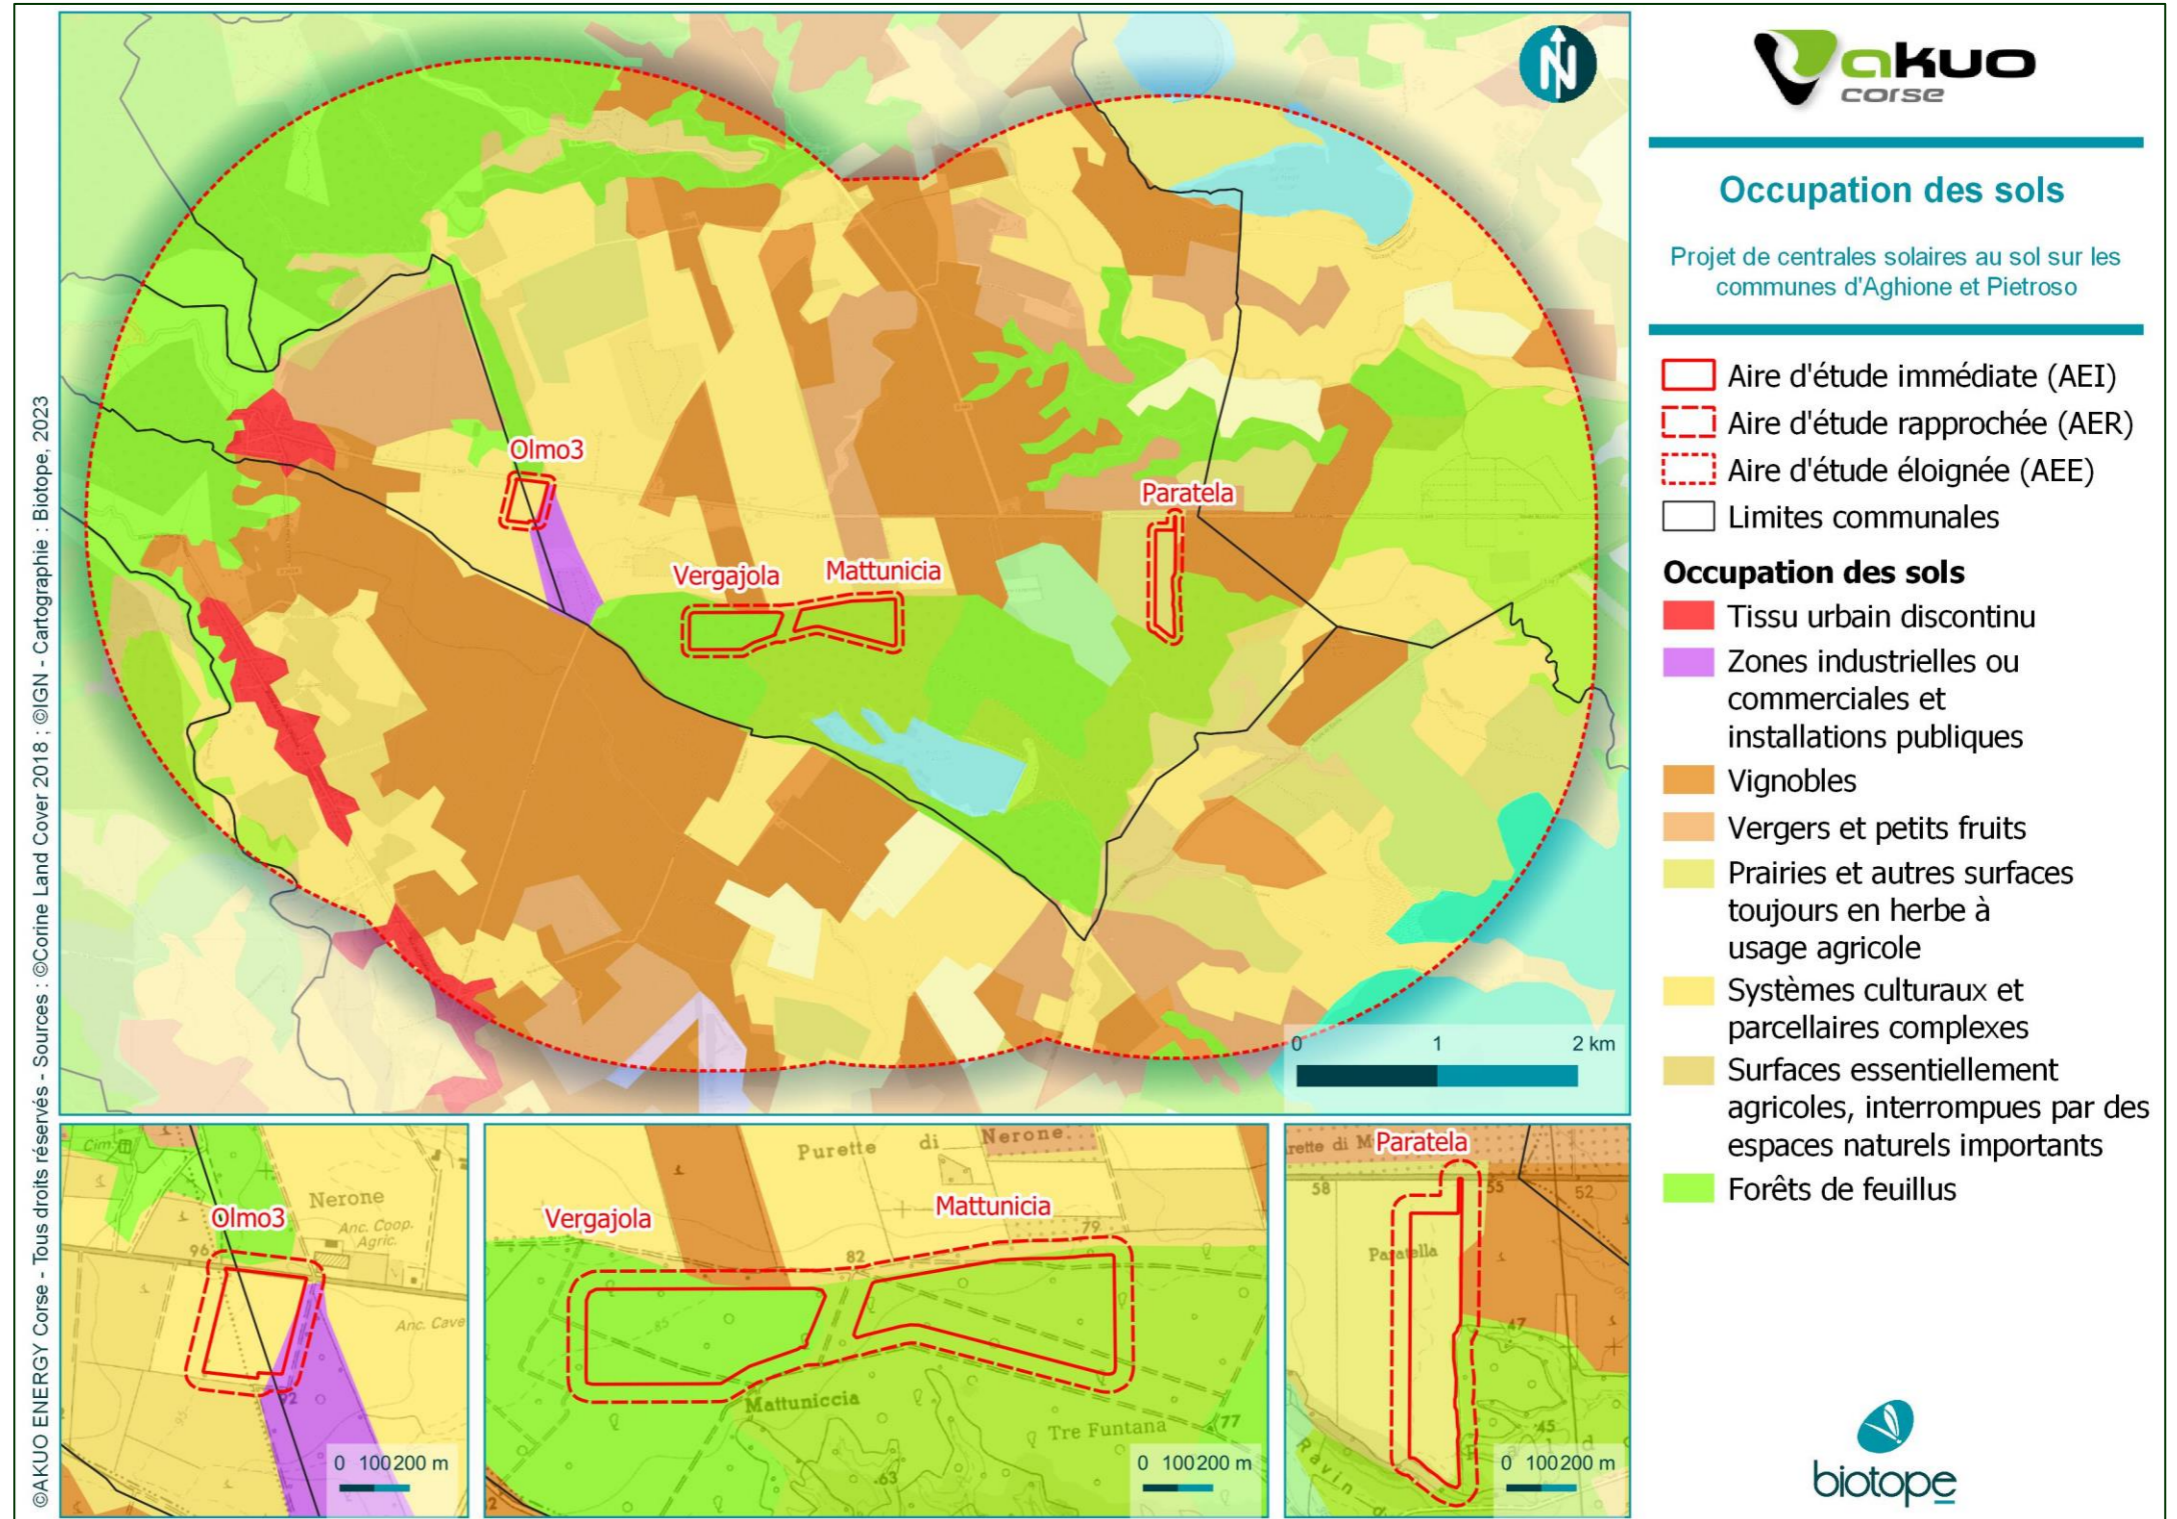 akuo
corse
Occupation des sols
Projet de centrales solaires au sol sur les
communes d'Aghione et Pietroso
Aire d'étude immédiate (AEI)
Aire d'étude rapprochée (AER)
Aire d'étude éloignée (AEE)
Limites communales
Occupation des sols
Tissu urbain discontinu
Zones industrielles ou
commerciales et
installations publiques
Vignobles
Vergers et petits fruits
Prairies et autres surfaces
toujours en herbe à
usage agricole
Systèmes culturaux et
parcellaires complexes
Surfaces essentiellement
agricoles, interrompues par des
espaces naturels importants
Forêts de feuillus
biotope
©AKUO ENERGY Corse - Tous droits réservés - Sources : ©Corine Land Cover 2018 ; ©IGN - Cartographie : Biotope, 2023
N
Olmo3
Paratela
Vergajola
Mattunicia
0 1 2 km
Cim.
Nerone
Olmo3
Anc. Coop.
Agric.
96
Anc. Cave
92
95
0 100 200 m
Purette di Nerone
Vergajola
Mattunicia
79
82
85
Mattuniccia
Tre Funtana
77
63
0 100 200 m
Paratela
58
55
52
Paratella
47
45
Ravin
0 100 200 m